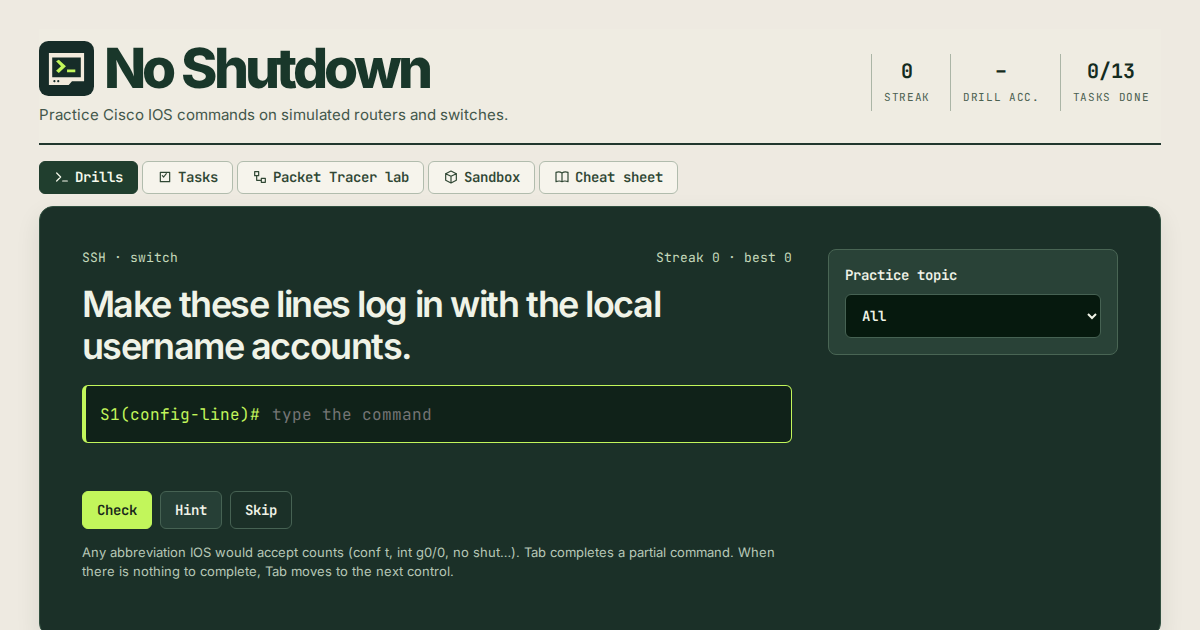 No Shutdown
Practice Cisco IOS commands on simulated routers and switches.
0
STREAK
–
DRILL ACC.
0/13
TASKS DONE
Drills
Tasks
Packet Tracer lab
Sandbox
Cheat sheet
SSH · switch
Streak 0 · best 0
Make these lines log in with the local
username accounts.
S1(config-line)# type the command
Check
Hint
Skip
Any abbreviation IOS would accept counts (conf t, int g0/0, no shut…). Tab completes a partial command. When
there is nothing to complete, Tab moves to the next control.
Practice topic
All